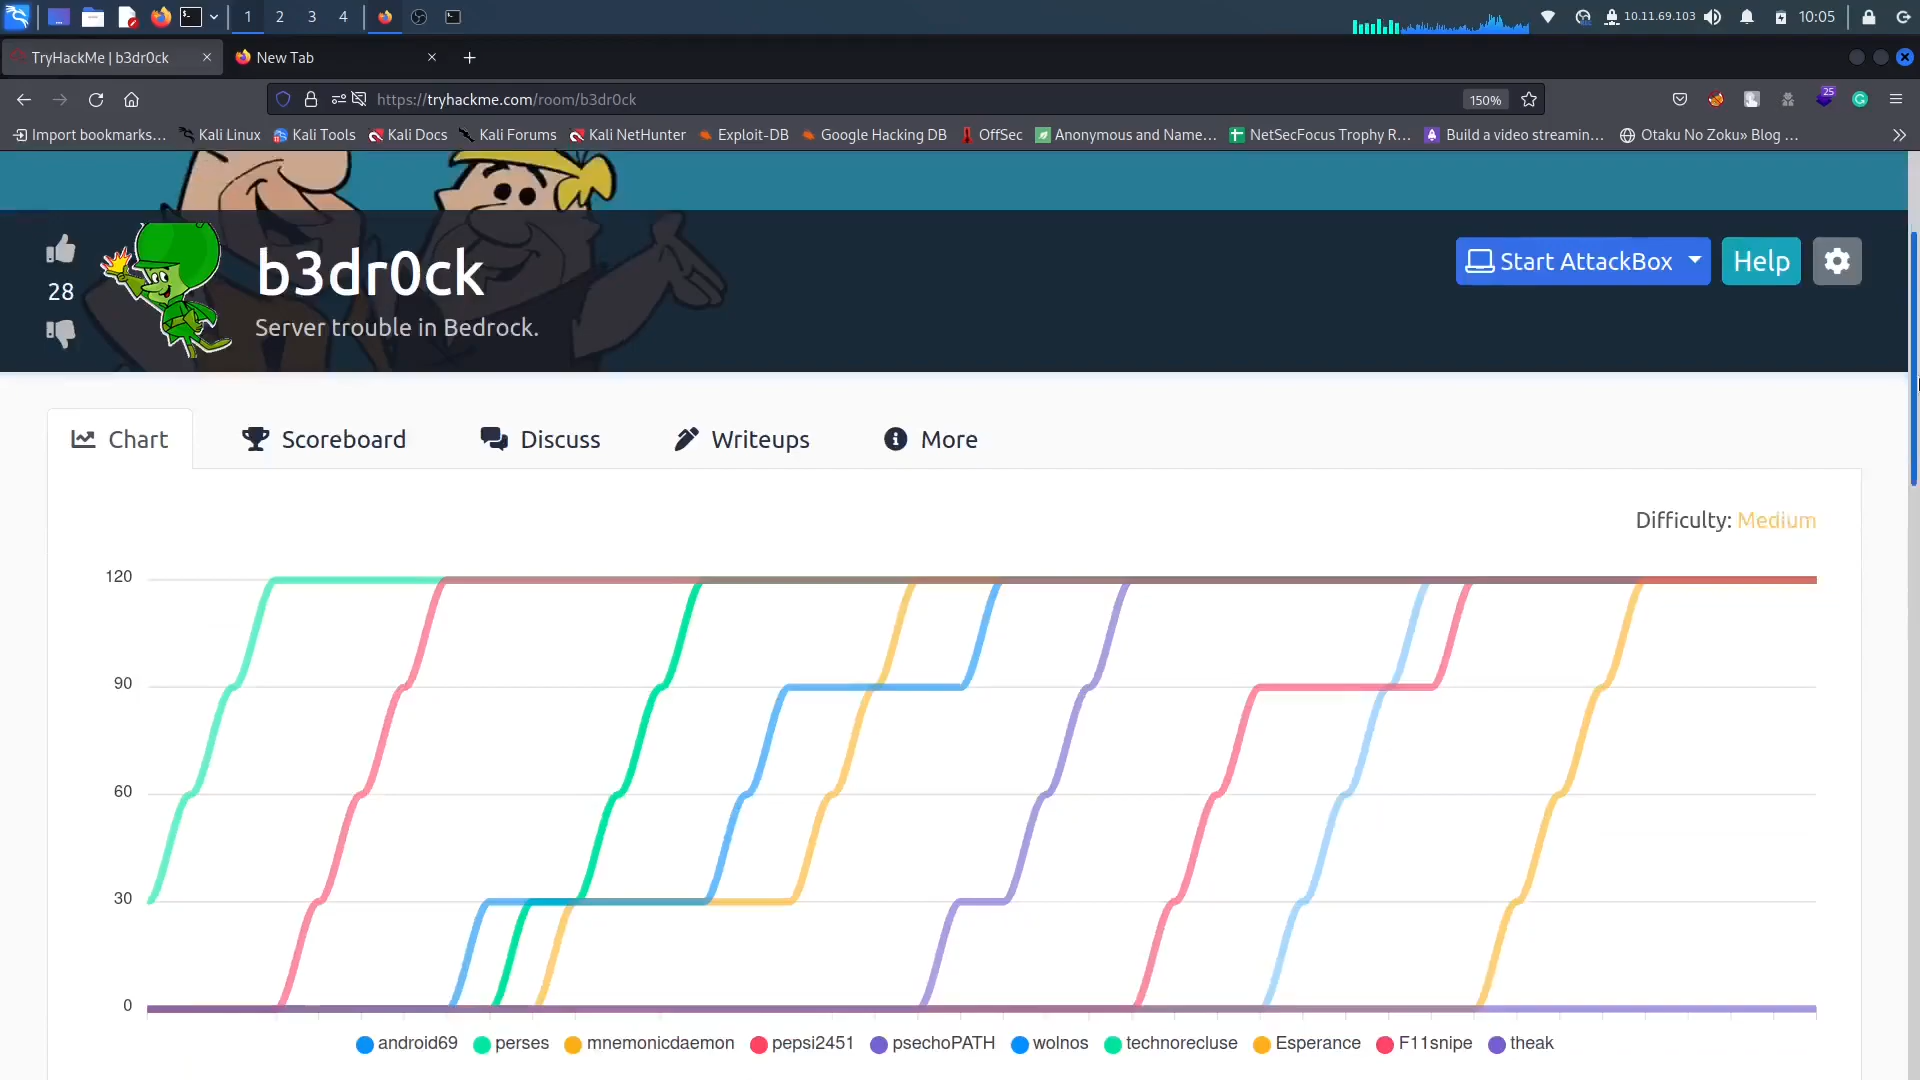 1 2 3 4 10.11.69.103 10:05
TryHackMe | b3dr0ck New Tab
https://tryhackme.com/room/b3dr0ck 150% 25
Import bookmarks... Kali Linux Kali Tools Kali Docs Kali Forums Kali NetHunter Exploit-DB Google Hacking DB OffSec Anonymous and Name... NetSecFocus Trophy R... Build a video streamin... Otaku No Zoku» Blog ...
28
b3dr0ck
Server trouble in Bedrock.
Start AttackBox Help
Chart Scoreboard Discuss Writeups More
Difficulty: Medium
120
90
60
30
0
android69 perses mnemonicdaemon pepsi2451 psechoPATH wolnos technorecluse Esperance F11snipe theak